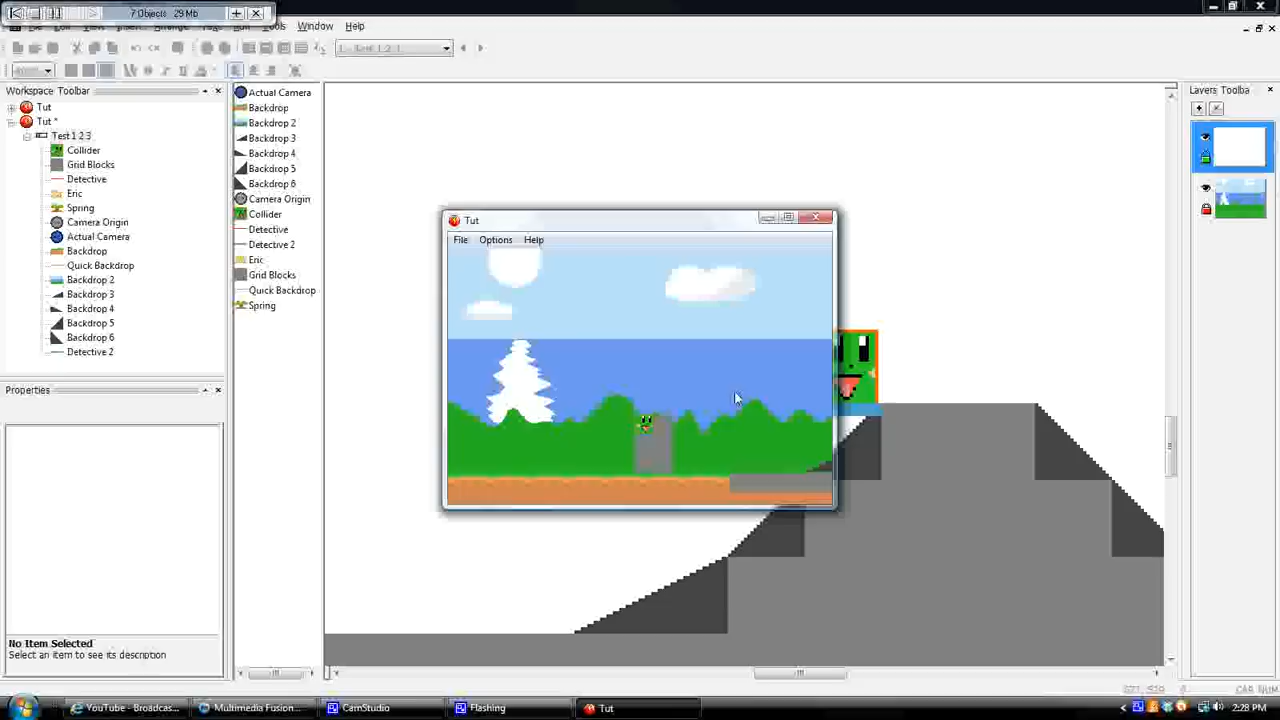 7 Objects 29 Mb
Tools Window Help
Workspace Toolbar
Tut
Tut *
Test 1 2 3
Collider
Grid Blocks
Detective
Eric
Spring
Camera Origin
Actual Camera
Backdrop
Quick Backdrop
Backdrop 2
Backdrop 3
Backdrop 4
Backdrop 5
Backdrop 6
Detective 2
Actual Camera
Backdrop
Backdrop 2
Backdrop 3
Backdrop 4
Backdrop 5
Backdrop 6
Camera Origin
Collider
Detective
Detective 2
Eric
Grid Blocks
Quick Backdrop
Spring
Tut
File Options Help
Layers Toolba
Properties
No Item Selected
Select an item to see its description
YouTube - Broadcas...
Multimedia Fusion...
CamStudio
Flashing
Tut
2:28 PM